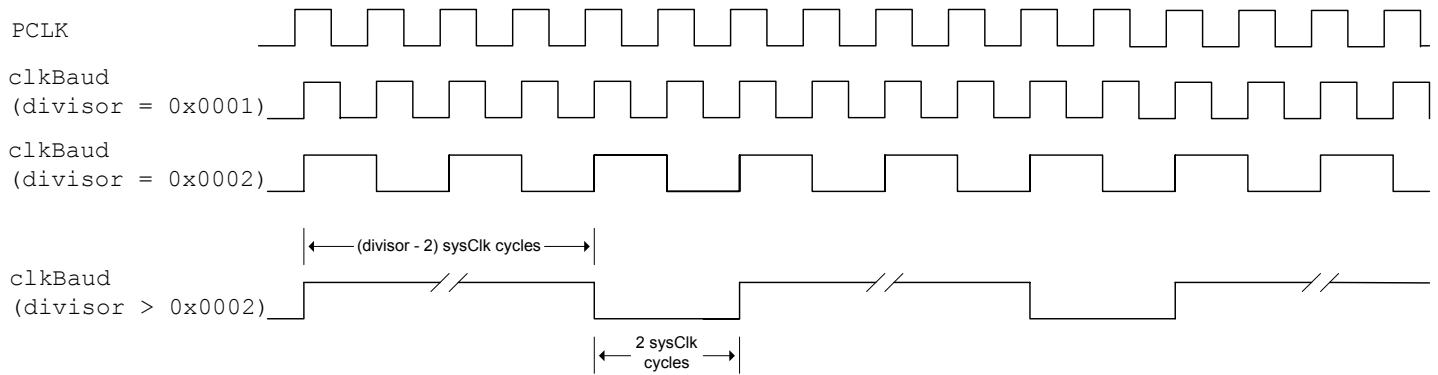 PCLK
clkBaud
(divisor = 0x0001)
clkBaud
(divisor = 0x0002)
(divisor - 2) sysClk cycles
clkBaud
(divisor > 0x0002)
2 sysClk
cycles